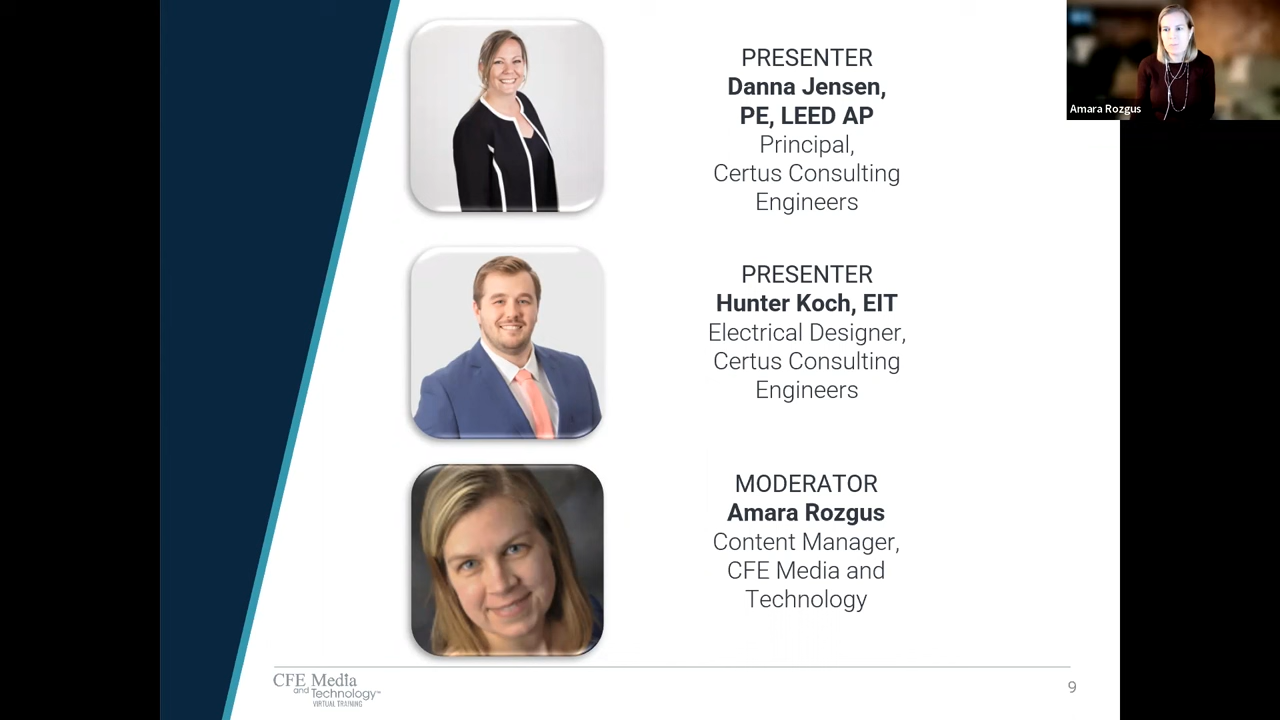 PRESENTER
Danna Jensen,
PE, LEED AP
Principal,
Certus Consulting
Engineers
Amara Rozgus
PRESENTER
Hunter Koch, EIT
Electrical Designer,
Certus Consulting
Engineers
MODERATOR
Amara Rozgus
Content Manager,
CFE Media and
Technology
CFE Media
and Technology™
VIRTUAL TRAINING
9